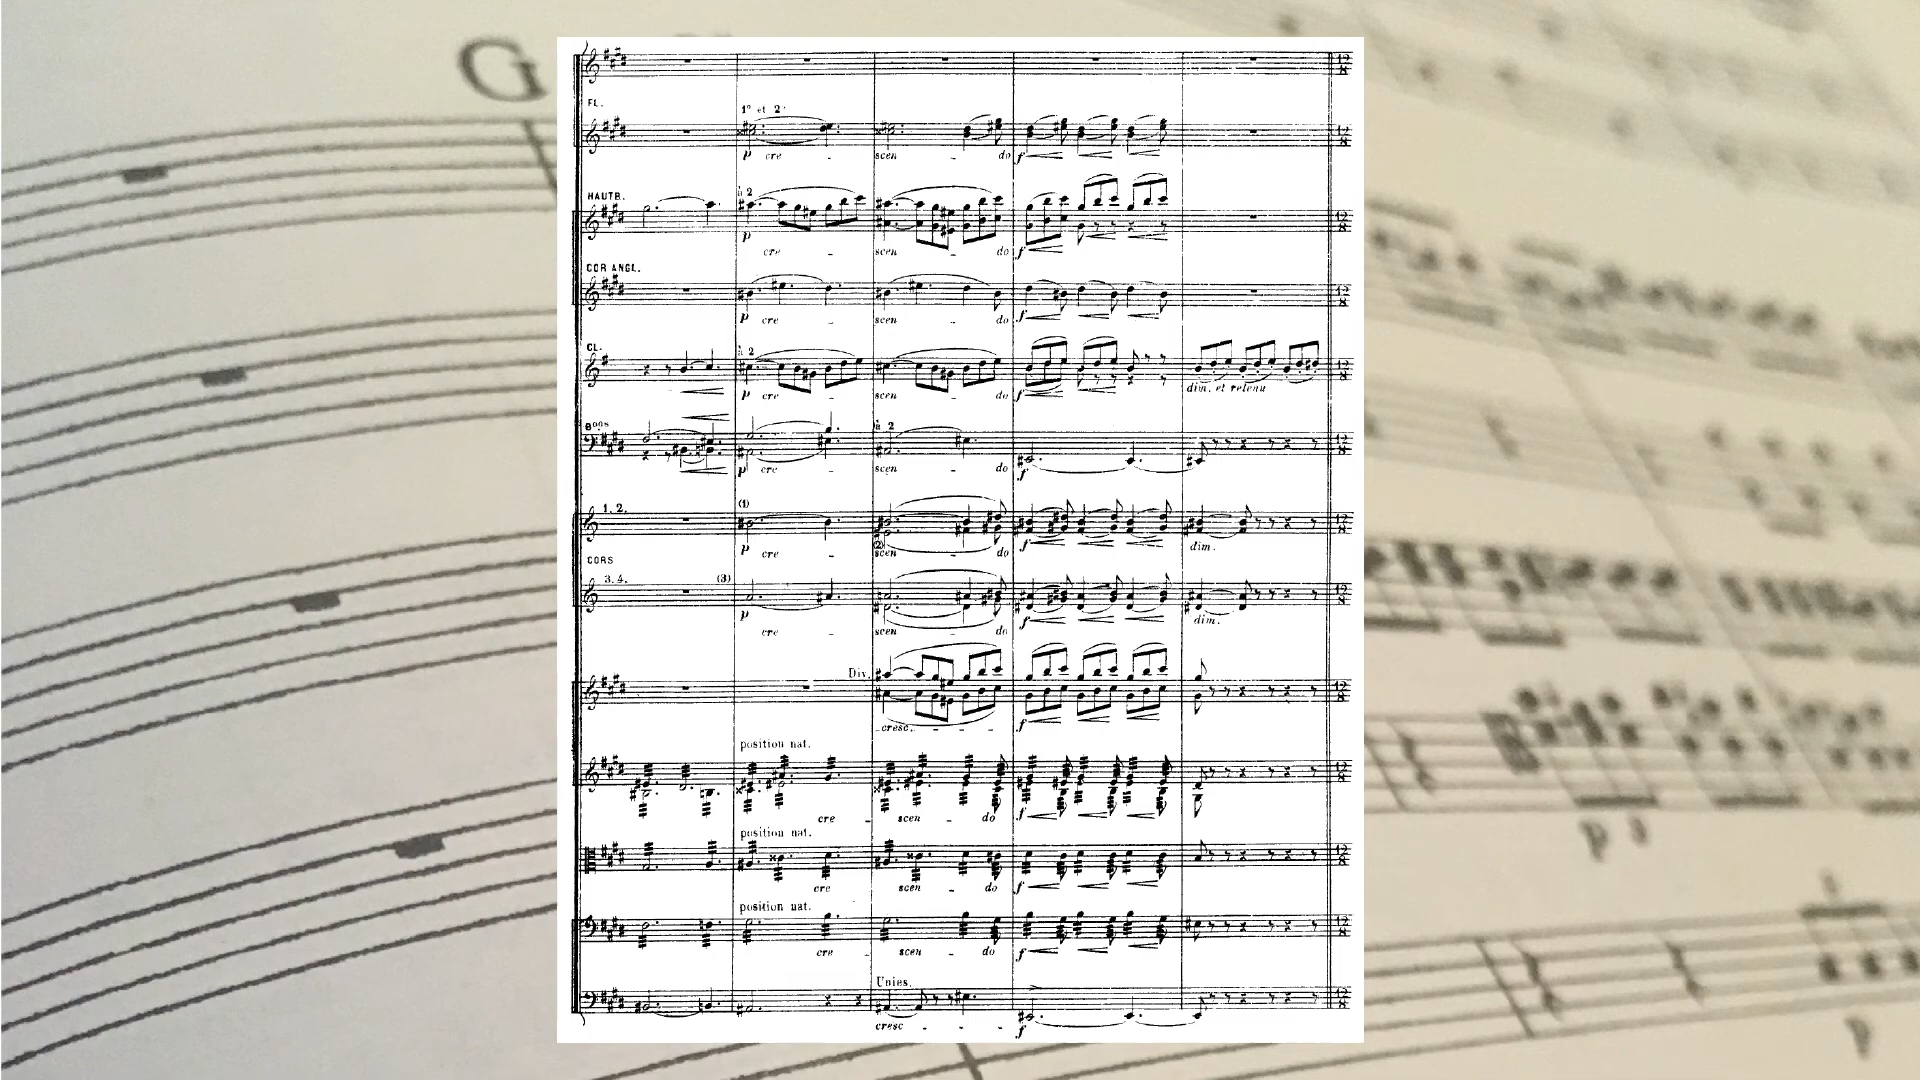 G
FL.
1º et 2º
p cre scen do f
HAUTB.
à 2
p cre scen do f
COR ANGL.
p cre scen do f
CL.
à 2
p cre scen do f dim. et retenu
Bons
à 2
p cre scen do f
1. 2.
(1)
(2)
p cre scen do f dim.
CORS
3. 4.
(3)
p cre scen do f dim.
Div.
cresc. f
position nat.
cre scen do f
position nat.
cre scen do f
position nat.
cre scen do f
Unies.
cresc f
12
8
p
p